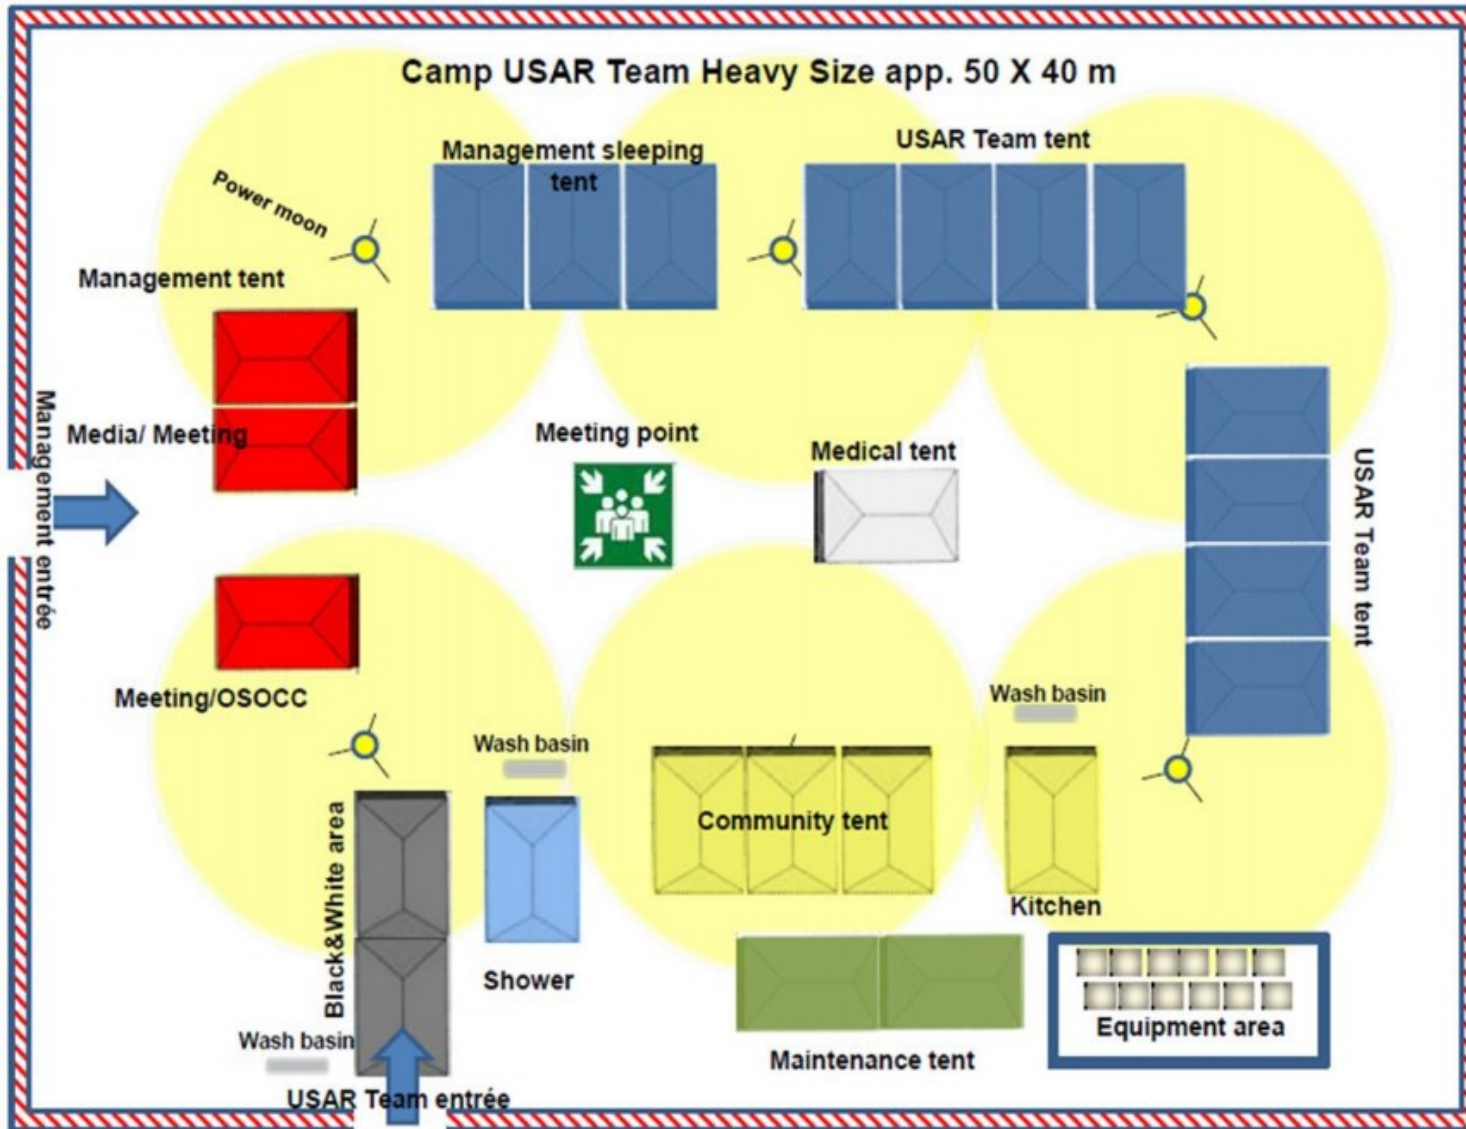 Camp USAR Team Heavy Size app. 50 X 40 m
Management sleeping
tent
USAR Team tent
Power moon
Management tent
Media/ Meeting
Management entrée
Meeting point
Medical tent
USAR Team tent
Meeting/OSOCC
Wash basin
Wash basin
Black&White area
Community tent
Kitchen
Shower
Equipment area
Wash basin
Maintenance tent
USAR Team entrée